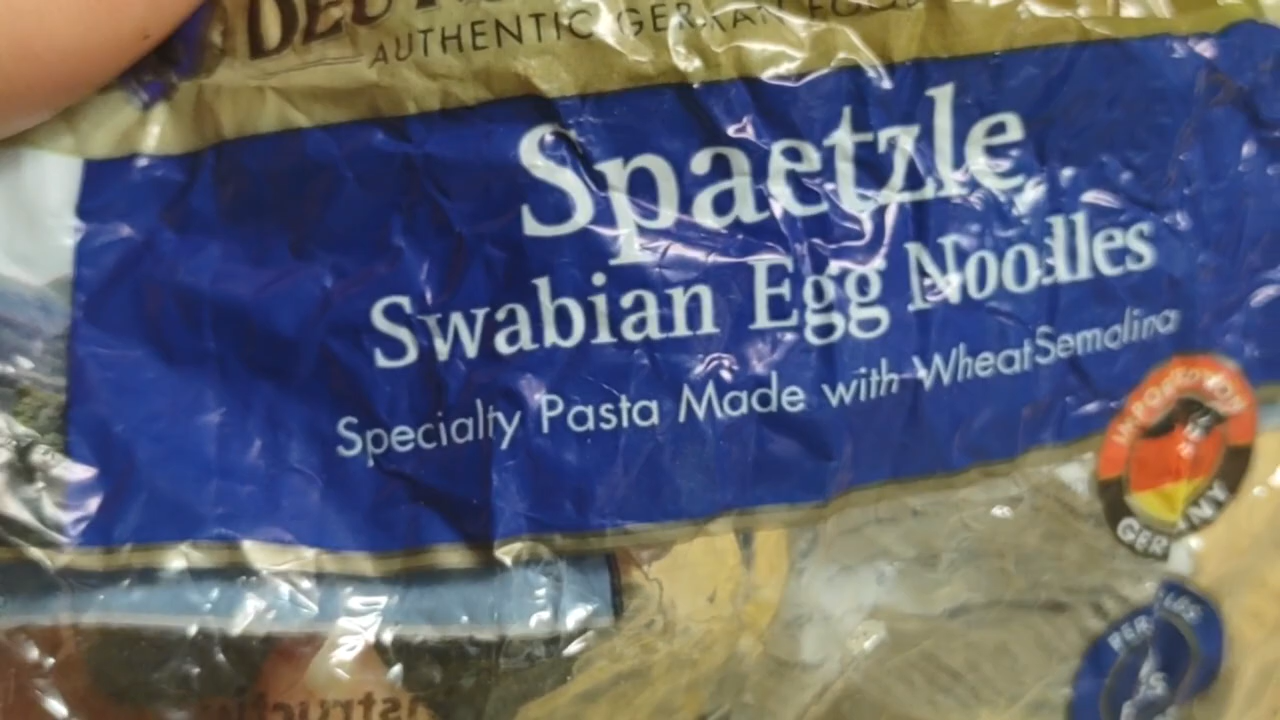 AUTHENTIC GERMAN FOOD
Spaetzle
Swabian Egg Noodles
Specialty Pasta Made with Wheat Semolina
IMPORTED FROM
GERMANY